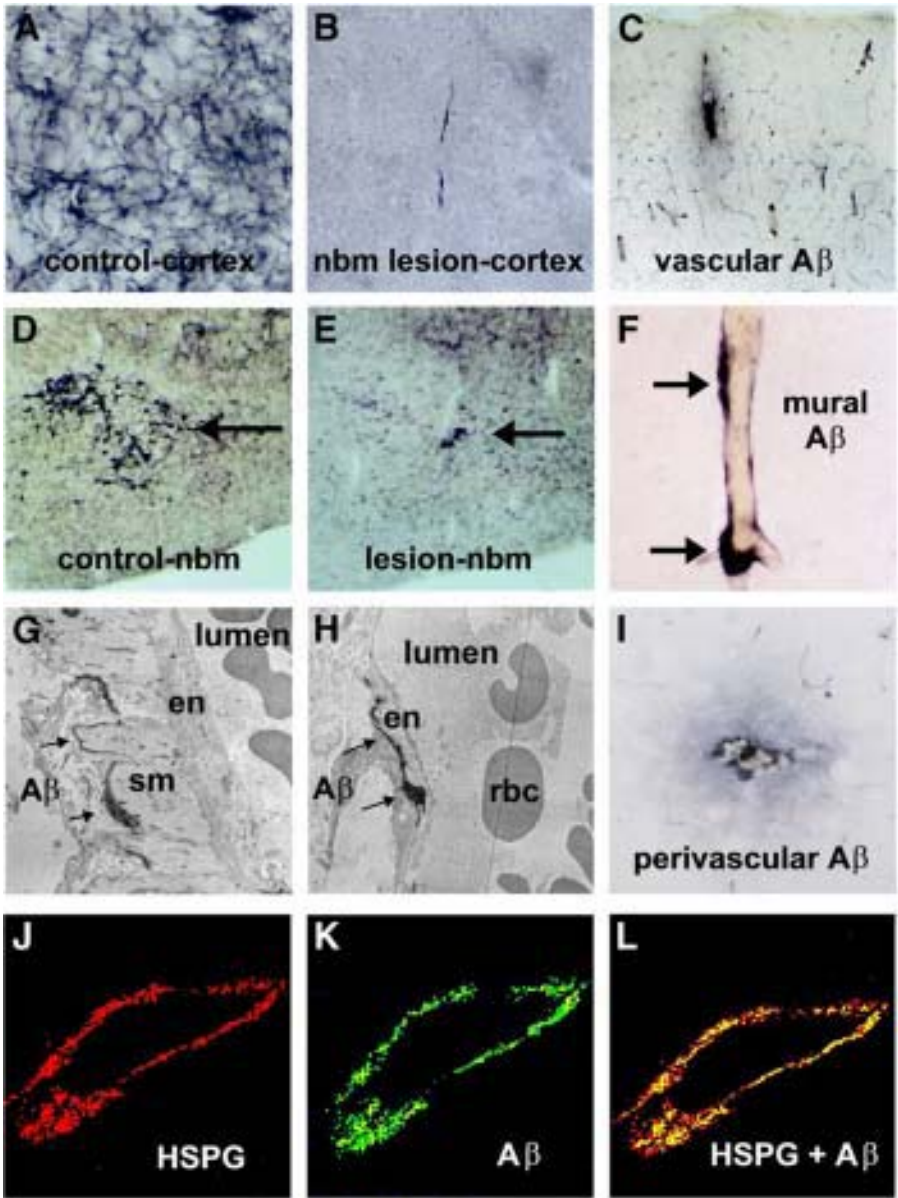 A
control-cortex
B
nbm lesion-cortex
C
vascular Aβ
D
control-nbm
E
lesion-nbm
F
mural
Aβ
G
lumen
en
Aβ
sm
H
lumen
en
Aβ
rbc
I
perivascular Aβ
J
HSPG
K
Aβ
L
HSPG + Aβ